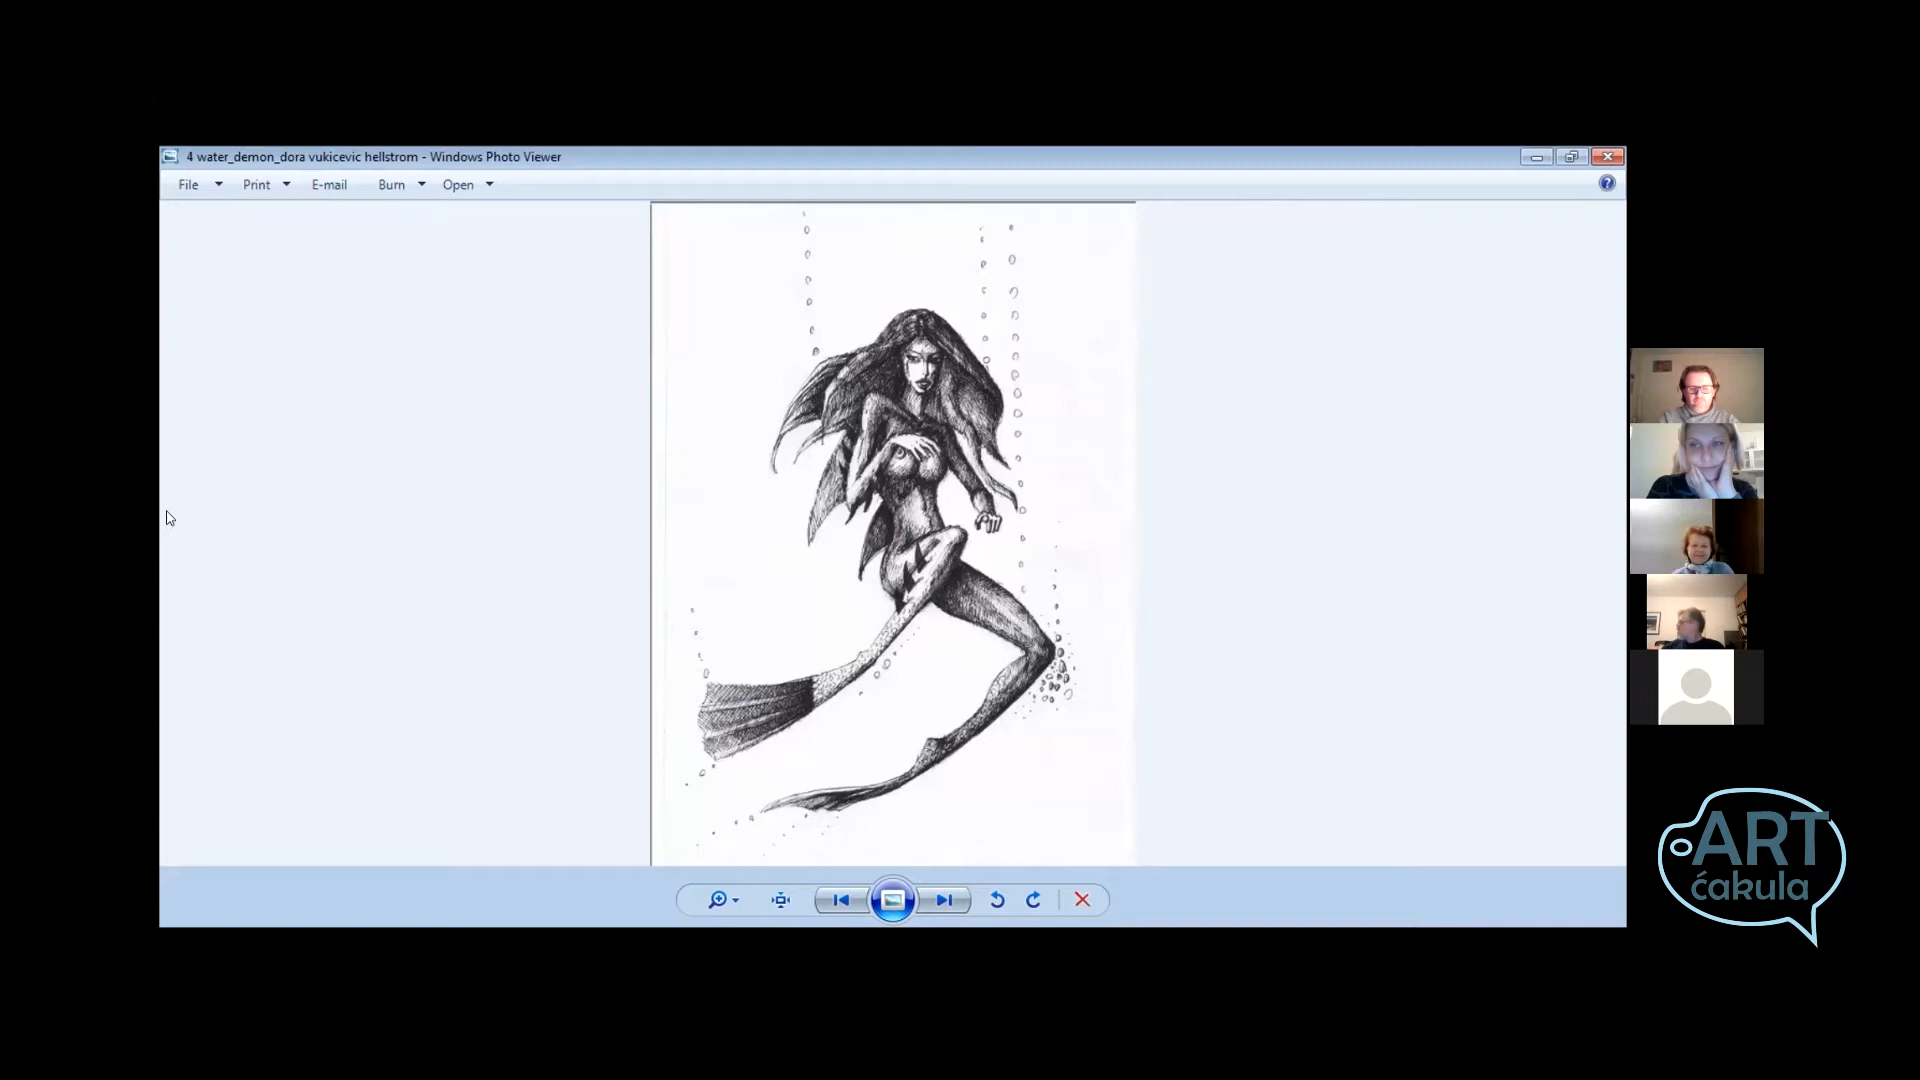 4 water_demon_dora vukicevic hellstrom - Windows Photo Viewer
File Print E-mail Burn Open
ART
ćakula